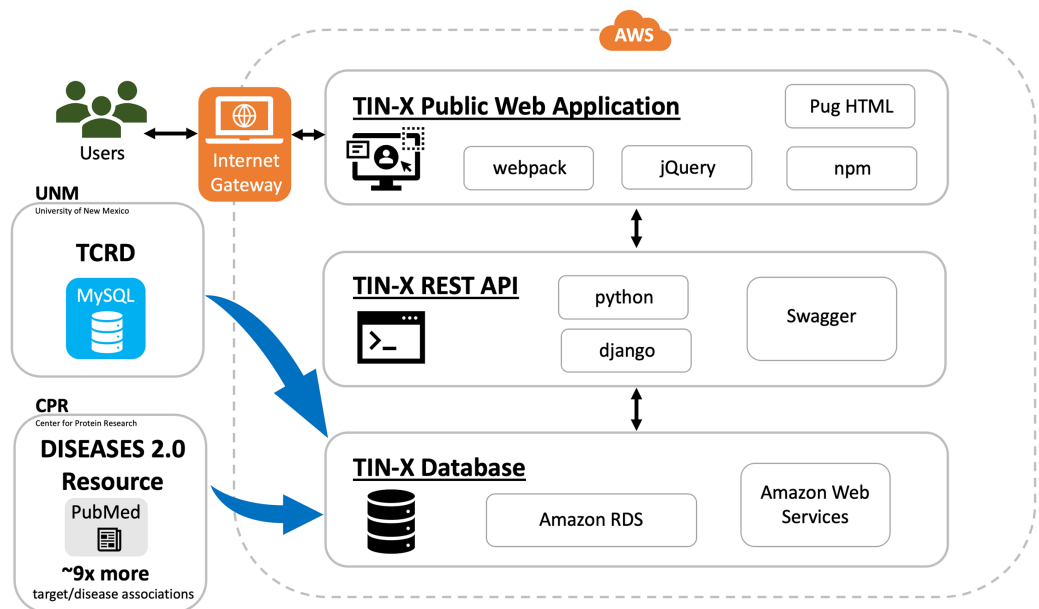 AWS
Users
Internet
Gateway
TIN-X Public Web Application
Pug HTML
webpack
jQuery
npm
UNM
University of New Mexico
TCRD
MySQL
TIN-X REST API
python
django
Swagger
CPR
Center for Protein Research
DISEASES 2.0
Resource
PubMed
~9x more
target/disease associations
TIN-X Database
Amazon RDS
Amazon Web
Services